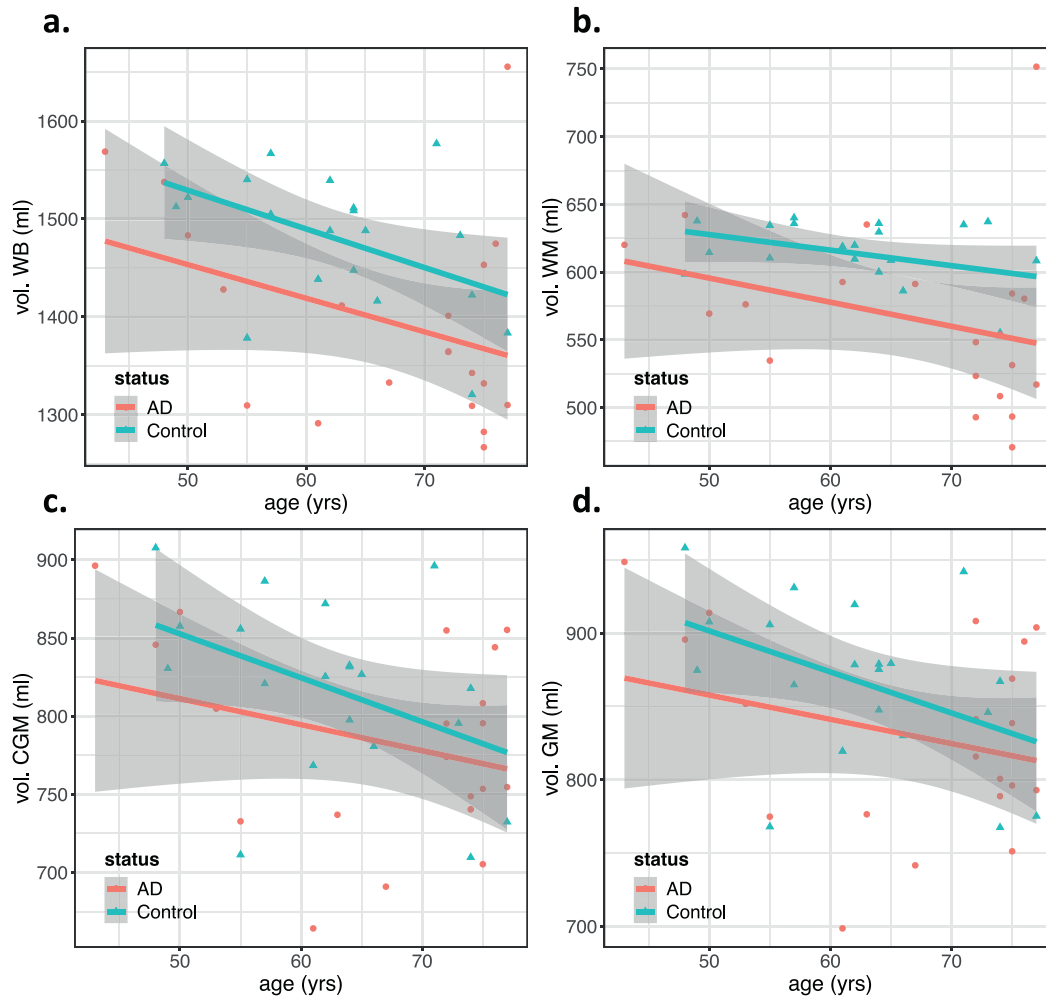 a.
vol. WB (ml)
1600
1500
1400
1300
status
AD
Control
50
60
70
age (yrs)
b.
vol. WM (ml)
750
700
650
600
550
500
status
AD
Control
50
60
70
age (yrs)
c.
vol. CGM (ml)
900
850
800
750
700
status
AD
Control
50
60
70
age (yrs)
d.
vol. GM (ml)
900
800
700
status
AD
Control
50
60
70
age (yrs)